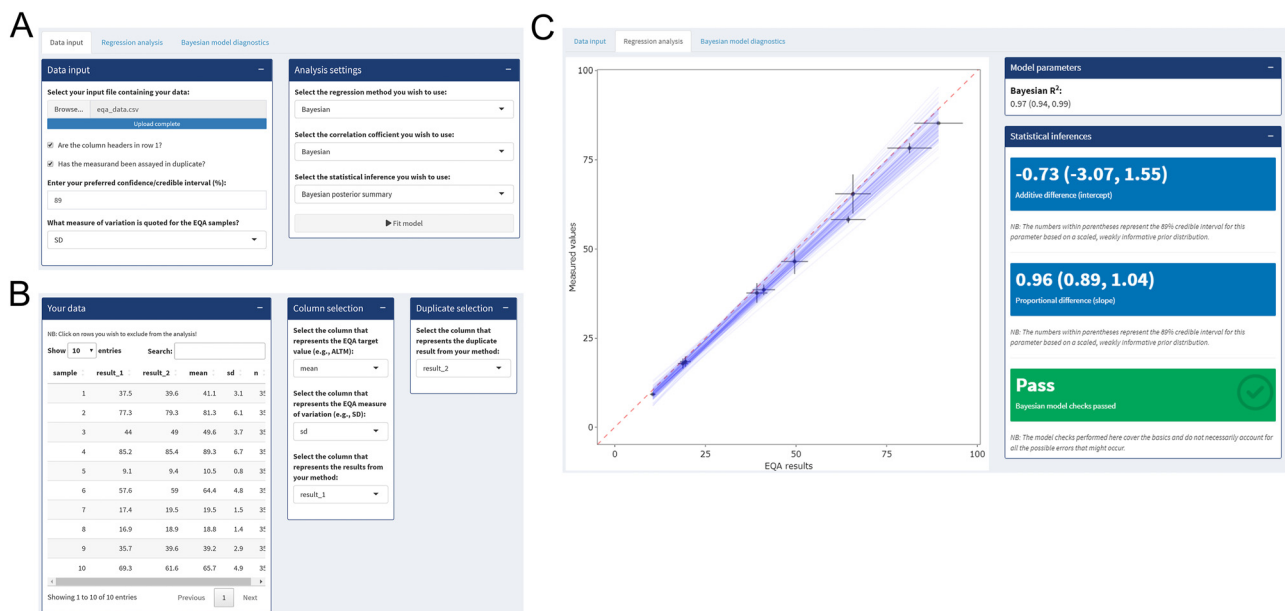 A
Data input Regression analysis Bayesian model diagnostics
Data input
Select your input file containing your data:
Browse... eqa_data.csv
Upload complete
Are the column headers in row 1?
Has the measurand been assayed in duplicate?
Enter your preferred confidence/credible interval (%):
89
What measure of variation is quoted for the EQA samples?
SD
Analysis settings
Select the regression method you wish to use:
Bayesian
Select the correlation cofficient you wish to use:
Bayesian
Select the statistical inference you wish to use:
Bayesian posterior summary
Fit model
B
Your data
NB: Click on rows you wish to exclude from the analysis!
Show 10 entries Search:
sample result_1 result_2 mean sd n
1 37.5 39.6 41.1 3.1
2 77.3 79.3 81.3 6.1
3 44 49 49.6 3.7
4 85.2 85.4 89.3 6.7
5 9.1 9.4 10.5 0.8
6 57.6 59 64.4 4.8
7 17.4 19.5 19.5 1.5
8 16.9 18.9 18.8 1.4
9 35.7 39.6 39.2 2.9
10 69.3 61.6 65.7 4.9
Showing 1 to 10 of 10 entries Previous 1 Next
Column selection
Select the column that
represents the EQA target
value (e.g., ALTM):
mean
Select the column that
represents the EQA measure
of variation (e.g., SD):
sd
Select the column that
represents the results from
your method:
result_1
Duplicate selection
Select the column that
represents the duplicate
result from your method:
result_2
C
Data input Regression analysis Bayesian model diagnostics
100
75
50
25
0
Measured values
0 25 50 75 100
EQA results
Model parameters
Bayesian R²:
0.97 (0.94, 0.99)
Statistical inferences
-0.73 (-3.07, 1.55)
Additive difference (intercept)
NB: The numbers within parentheses represent the 89% credible interval for this
parameter based on a scaled, weakly informative prior distribution.
0.96 (0.89, 1.04)
Proportional difference (slope)
NB: The numbers within parentheses represent the 89% credible interval for this
parameter based on a scaled, weakly informative prior distribution.
Pass
Bayesian model checks passed
NB: The model checks performed here cover the basics and do not necessarily account for
all the possible errors that might occur.